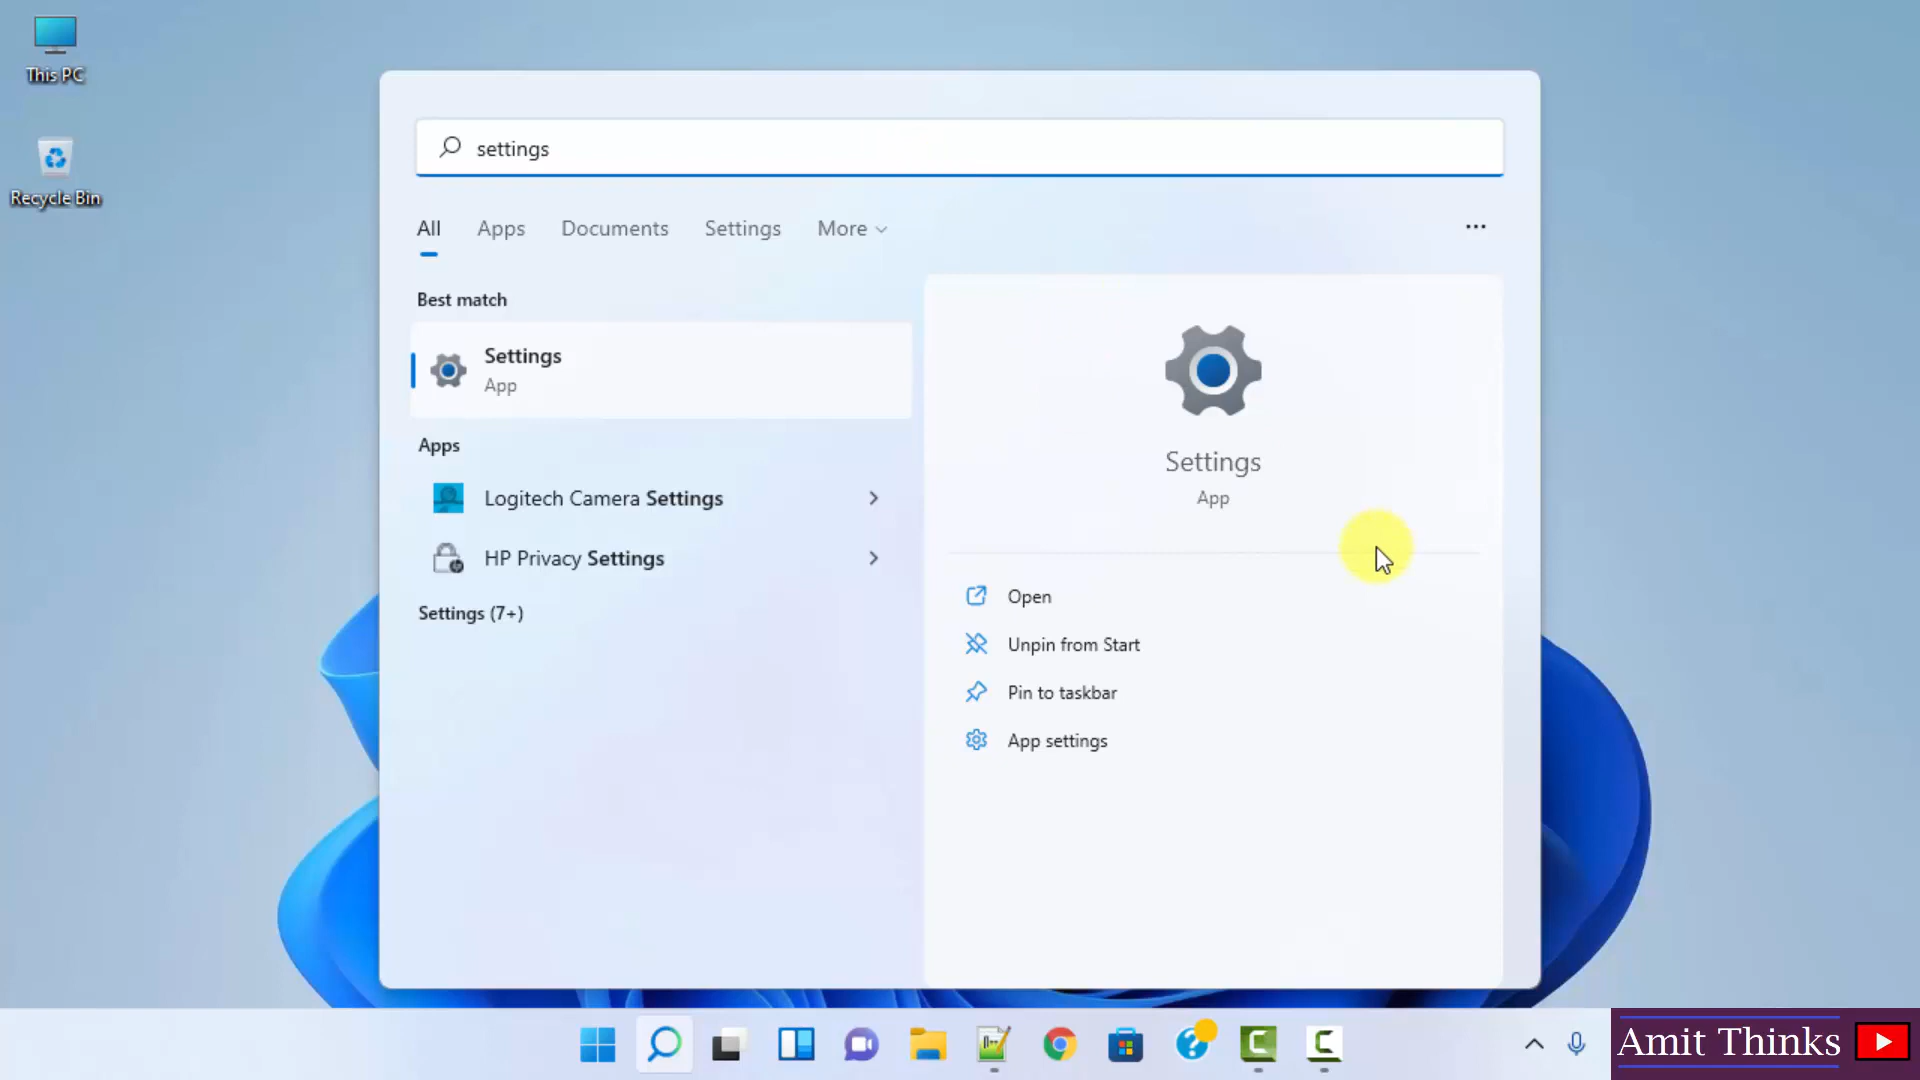 This PC
Recycle Bin
settings
All Apps Documents Settings More
Best match
Settings
App
Apps
Logitech Camera Settings
HP Privacy Settings
Settings (7+)
Settings
App
Open
Unpin from Start
Pin to taskbar
App settings
Amit Thinks